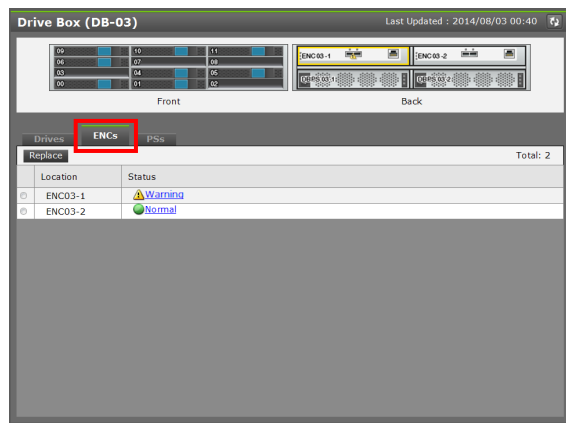 Drive Box (DB-03)
Last Updated : 2014/08/03 00:40
09 10 11
06 07 08
03 04 05
00 01 02
ENC03-1 ENC03-2
DBPS03-1 DBPS03-2
Front
Back
Drives ENCs PSs
Replace
Total: 2
Location Status
ENC03-1 Warning
ENC03-2 Normal